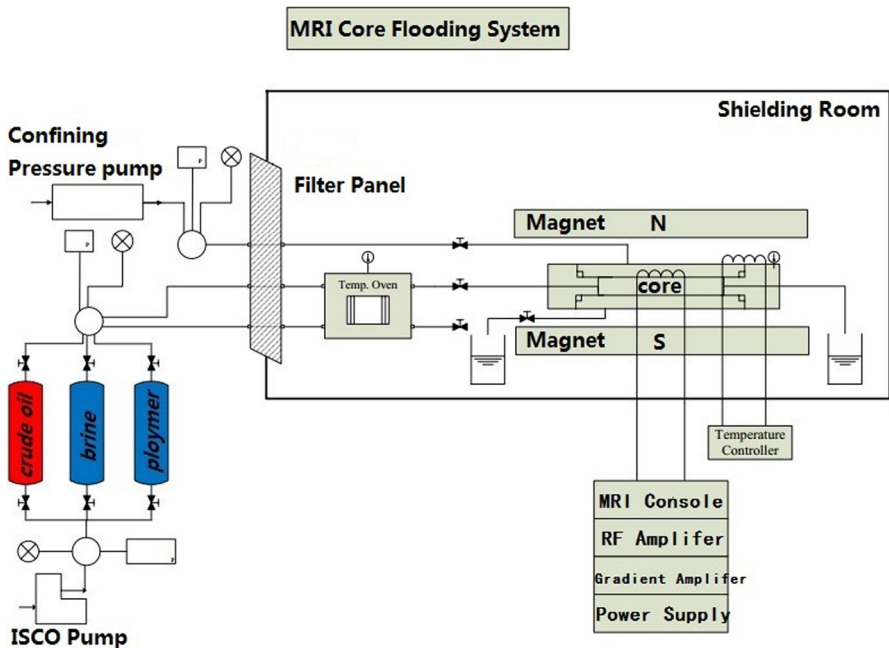 MRI Core Flooding System
Shielding Room
Confining
Pressure pump
P
Filter Panel
Magnet N
P
Temp. Oven
core
Magnet S
crude oil
brine
ploymer
Temperature
Controller
MRI Console
RF Amplifer
Gradient Amplifer
Power Supply
P
ISCO Pump